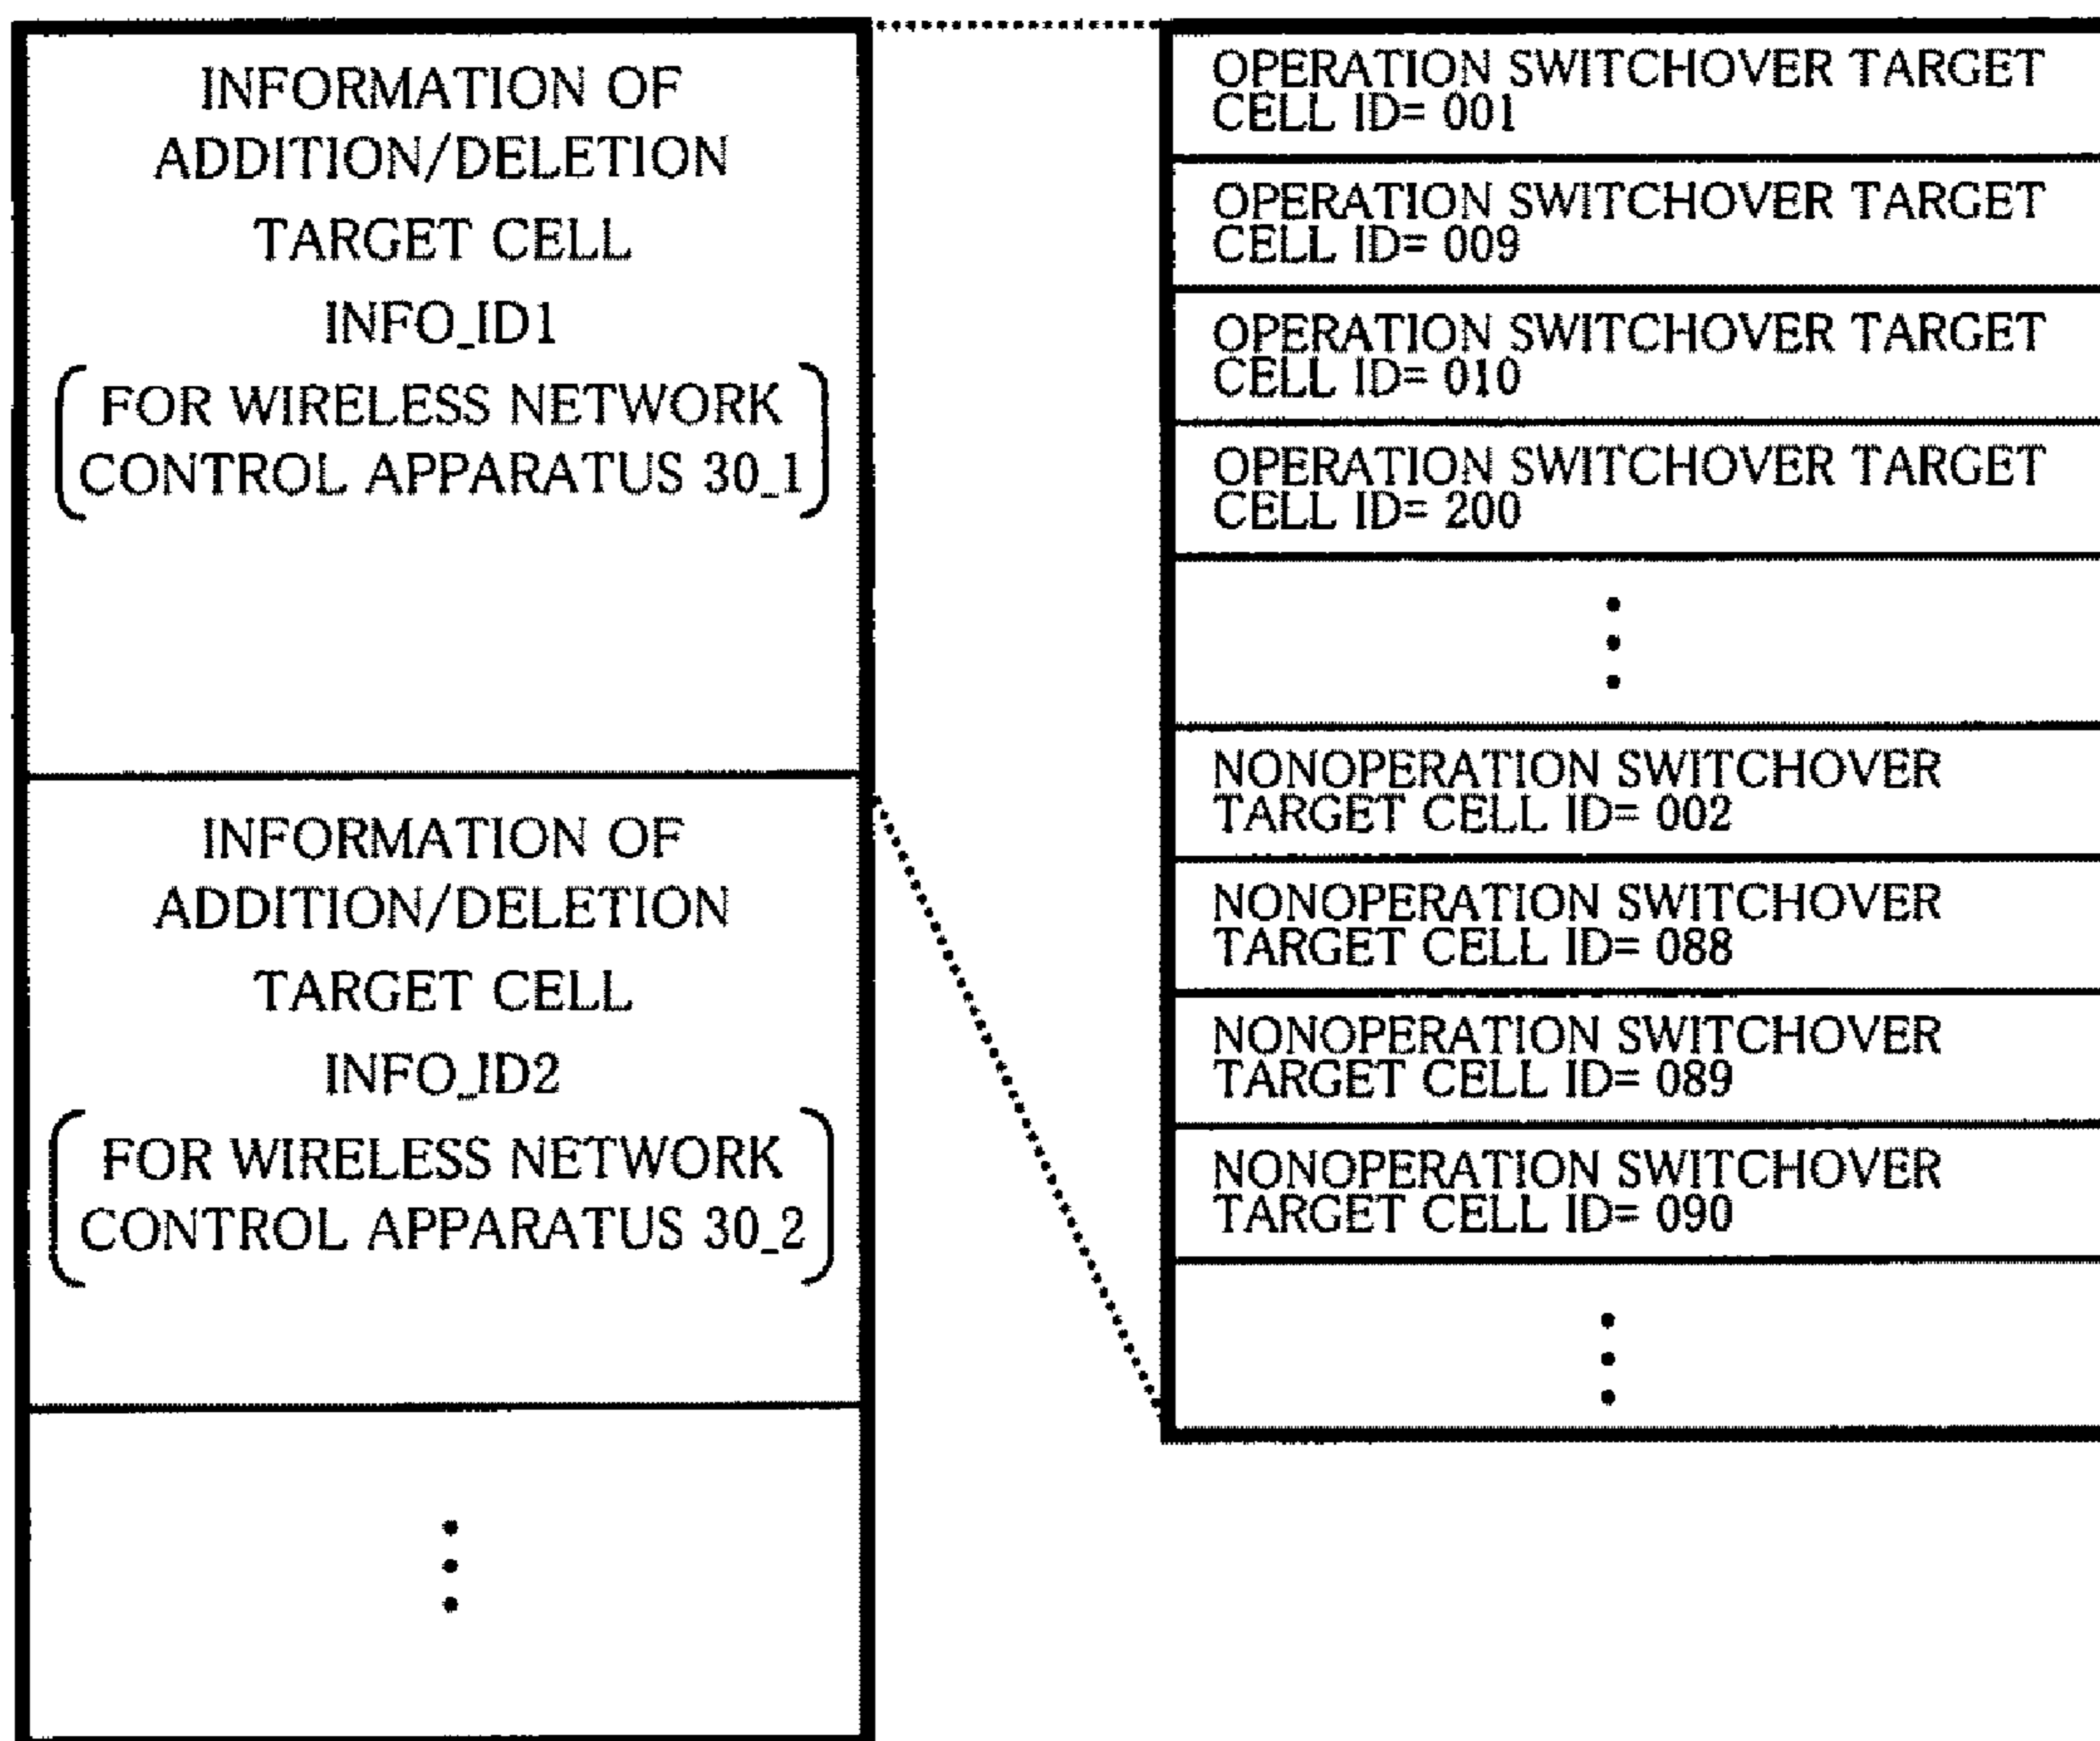 INFORMATION OF
ADDITION/DELETION
TARGET CELL
INFO_ID1
FOR WIRELESS NETWORK
CONTROL APPARATUS 30_1
INFORMATION OF
ADDITION/DELETION
TARGET CELL
INFO_ID2
FOR WIRELESS NETWORK
CONTROL APPARATUS 30_2
OPERATION SWITCHOVER TARGET
CELL ID= 001
OPERATION SWITCHOVER TARGET
CELL ID= 009
OPERATION SWITCHOVER TARGET
CELL ID= 010
OPERATION SWITCHOVER TARGET
CELL ID= 200
NONOPERATION SWITCHOVER
TARGET CELL ID= 002
NONOPERATION SWITCHOVER
TARGET CELL ID= 088
NONOPERATION SWITCHOVER
TARGET CELL ID= 089
NONOPERATION SWITCHOVER
TARGET CELL ID= 090